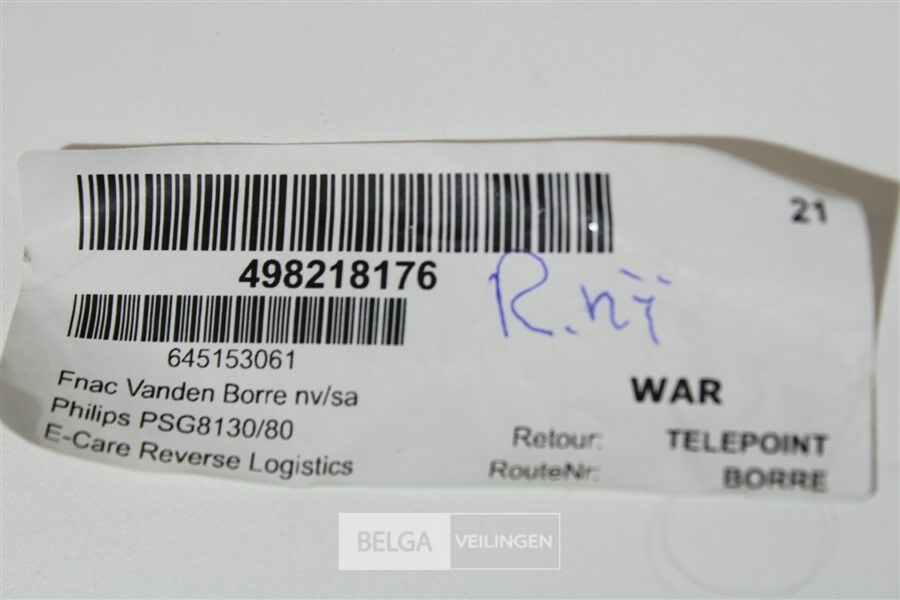 21
498218176
R.nÿ
645153061
Fnac Vanden Borre nv/sa
Philips PSG8130/80
E-Care Reverse Logistics
WAR
Retour: TELEPOINT
RouteNr: BORRE
BELGA VEILINGEN